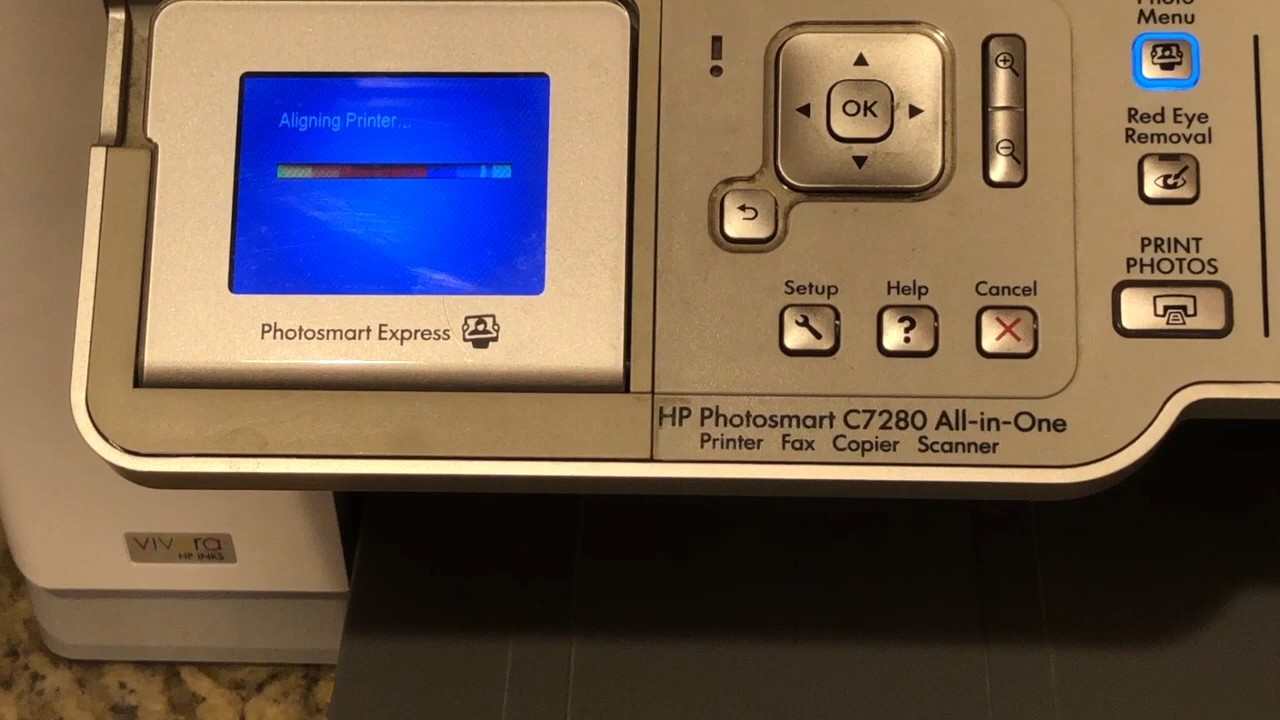 Aligning Printer...
Photosmart Express
OK
Setup
Help
Cancel
Photo
Menu
Red Eye
Removal
PRINT
PHOTOS
HP Photosmart C7280 All-in-One
Printer Fax Copier Scanner
HP INKS